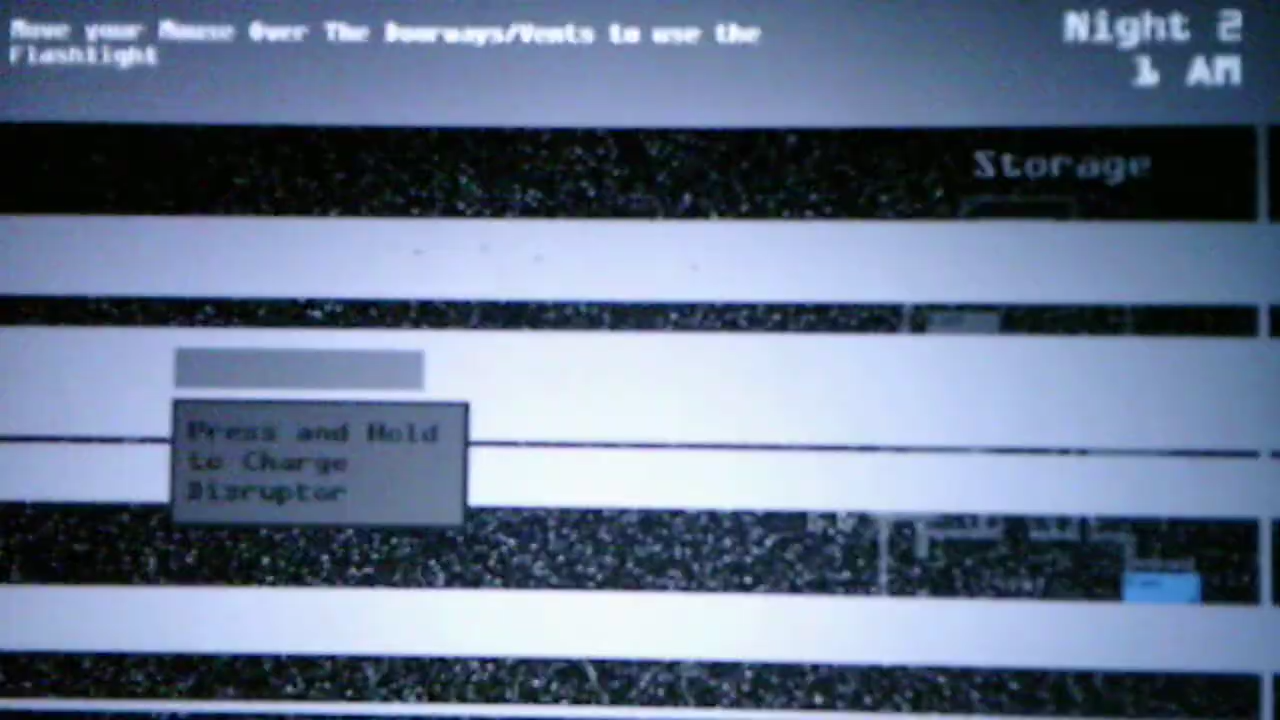 Move your Mouse Over The Doorways/Vents to use the
Flashlight
Night 2
1 AM
Storage
Press and Hold
to Charge
Disruptor